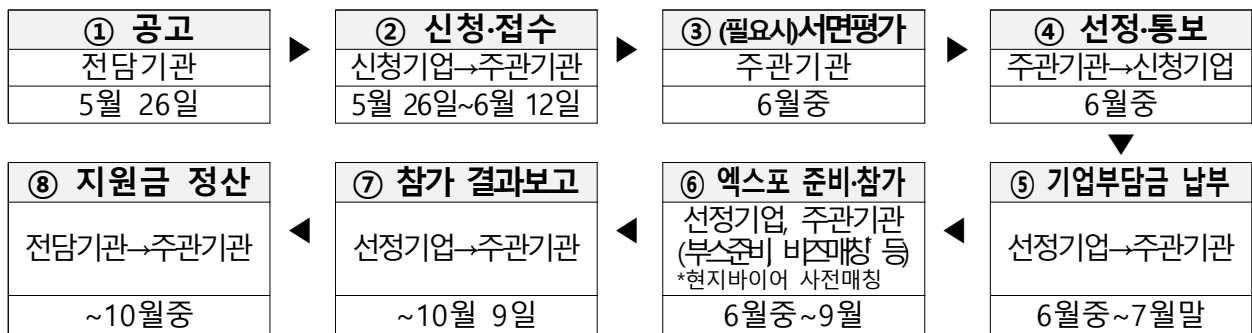 ① 공고
전담기관
5월 26일
▶
② 신청·접수
신청기업→주관기관
5월 26일~6월 12일
▶
③ (필요시)서면평가
주관기관
6월중
▶
④ 선정·통보
주관기관→신청기업
6월중
▼
⑤ 기업부담금 납부
선정기업→주관기관
6월중~7월말
◀
⑥ 엑스포 준비·참가
선정기업, 주관기관
(부스준비, 비즈매칭* 등)
*현지바이어 사전매칭
6월중~9월
◀
⑦ 참가 결과보고
선정기업→주관기관
~10월 9일
◀
⑧ 지원금 정산
전담기관→주관기관
~10월중